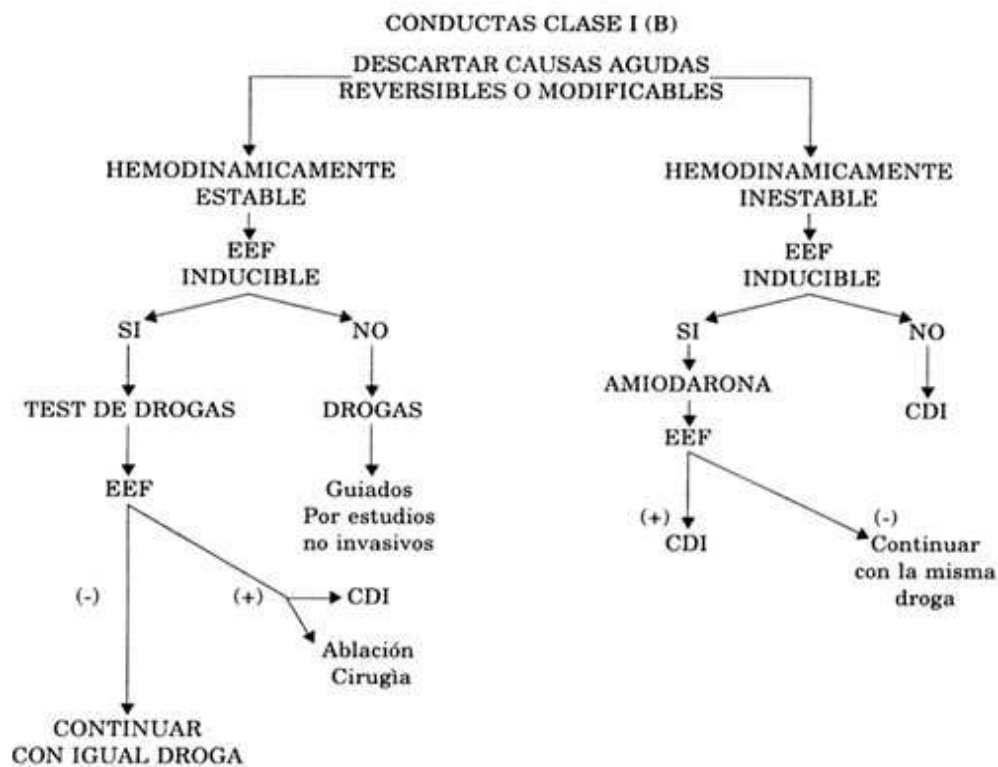 CONDUCTAS CLASE I (B)
DESCARTAR CAUSAS AGUDAS
REVERSIBLES O MODIFICABLES
HEMODINAMICAMENTE
ESTABLE
EEF
INDUCIBLE
SI
NO
TEST DE DROGAS
DROGAS
EEF
Guiados
Por estudios
no invasivos
(-)
(+)
CDI
Ablación
Cirugìa
CONTINUAR
CON IGUAL DROGA
HEMODINAMICAMENTE
INESTABLE
EEF
INDUCIBLE
SI
NO
AMIODARONA
CDI
EEF
(+)
CDI
(-)
Continuar
con la misma
droga